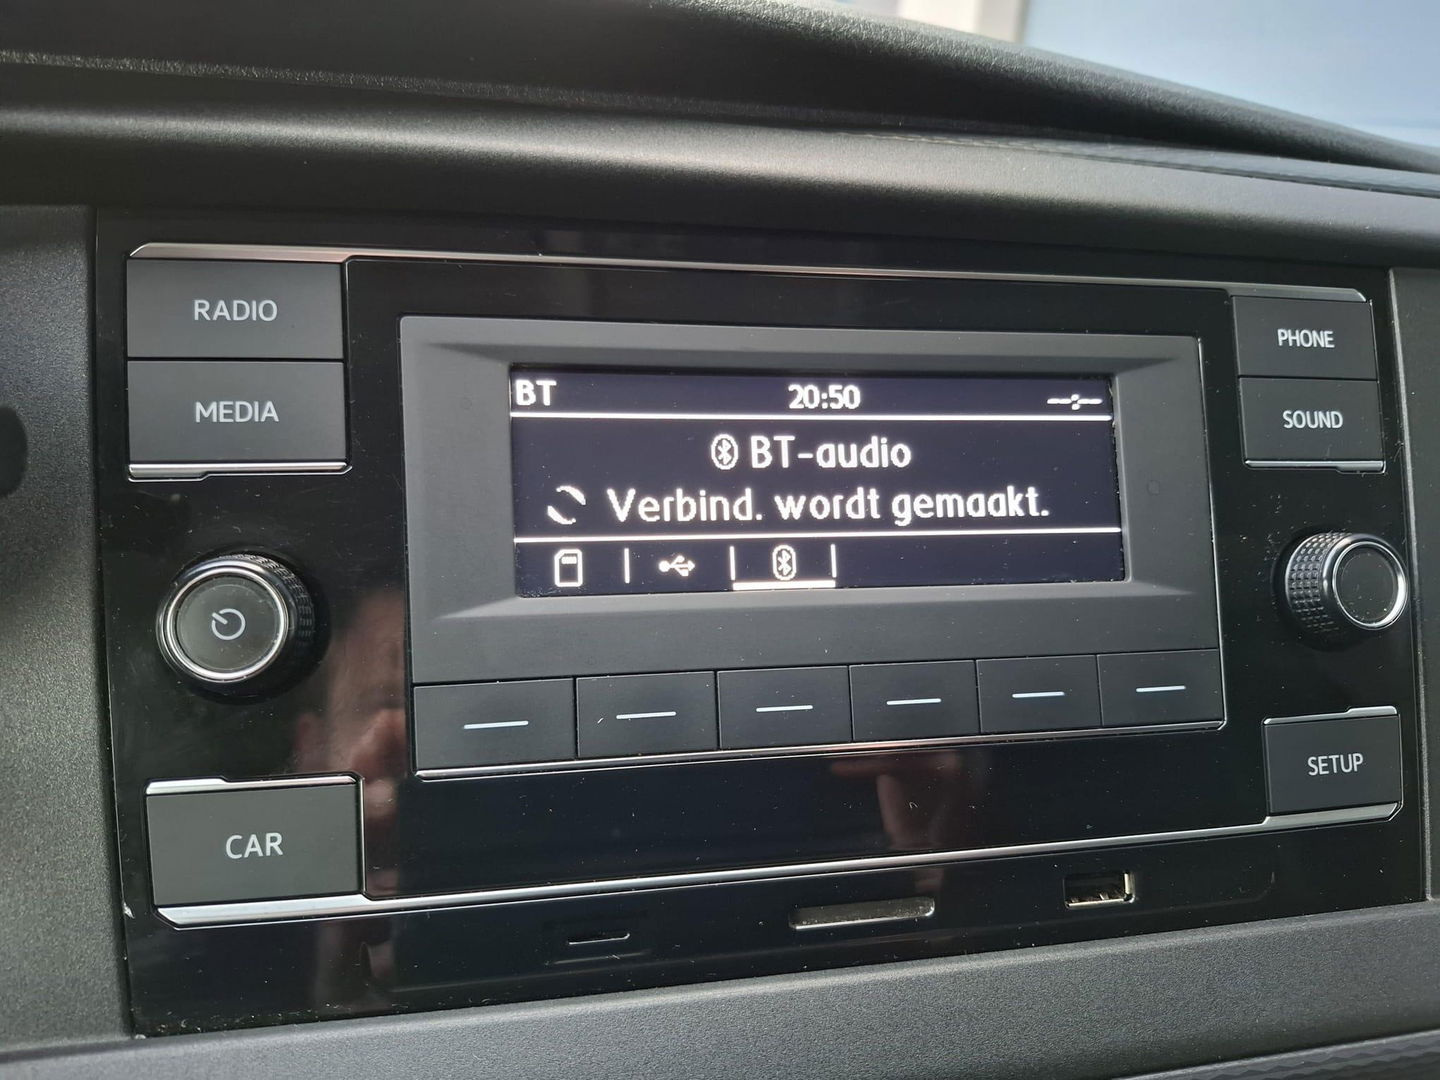 RADIO
MEDIA
BT 20:50
BT-audio
Verbind. wordt gemaakt.
PHONE
SOUND
CAR
SETUP